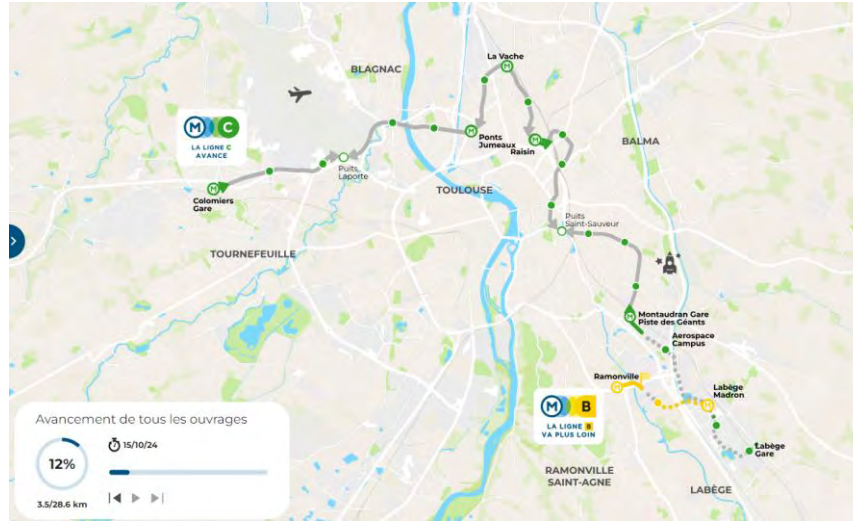 La Vache
BLAGNAC
M C
LA LIGNE C
AVANCE
Ponts
Jumeaux
Raisin
BALMA
Puits
Laporte
Colomiers
Gare
TOULOUSE
Puits
Saint-Sauveur
TOURNEFEUILLE
Montaudran Gare
Piste des Géants
Aerospace
Campus
Ramonville
Labège
Madron
M B
LA LIGNE B
VA PLUS LOIN
Labège
Gare
RAMONVILLE
SAINT-AGNE
LABÈGE
Avancement de tous les ouvrages
15/10/24
12%
3.5/28.6 km